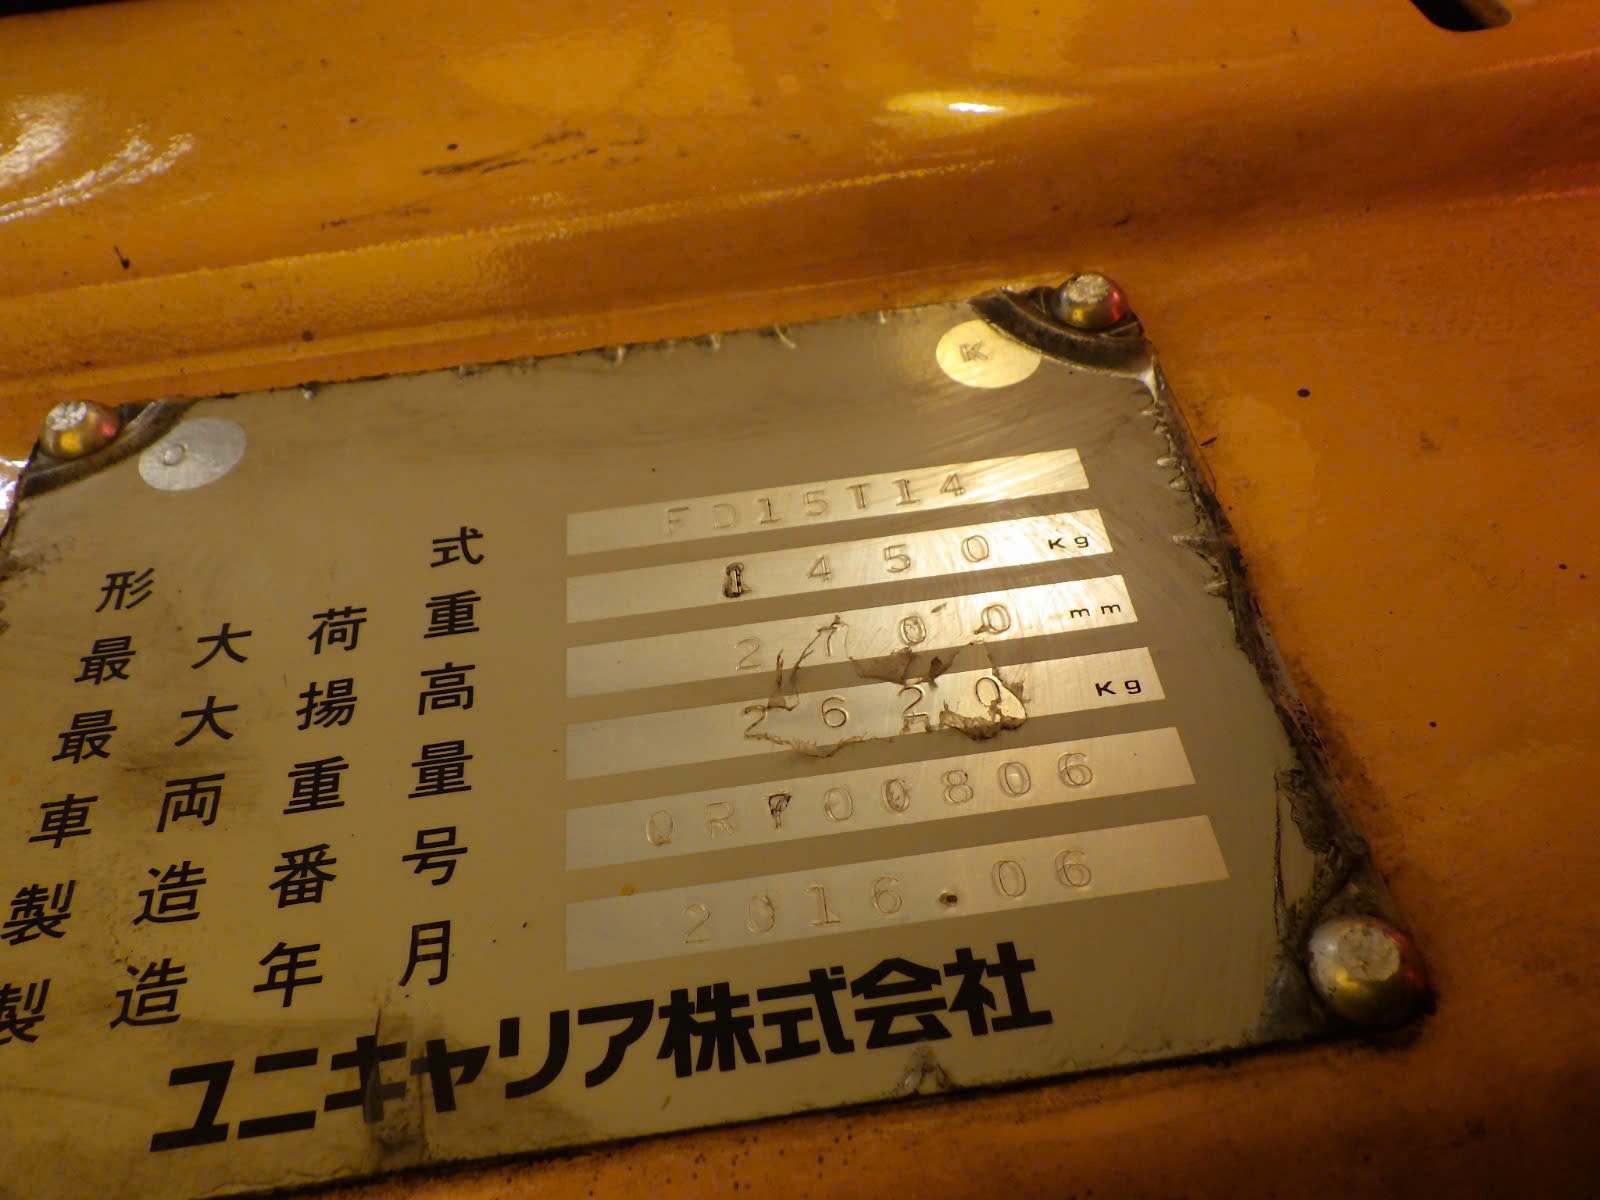 O K
形式 FD15T14
最大荷重 1450 Kg
最大揚高 2700 mm
車両重量 2620 Kg
製造番号 QR700806
製造年月 2016.06
ユニキャリア株式会社